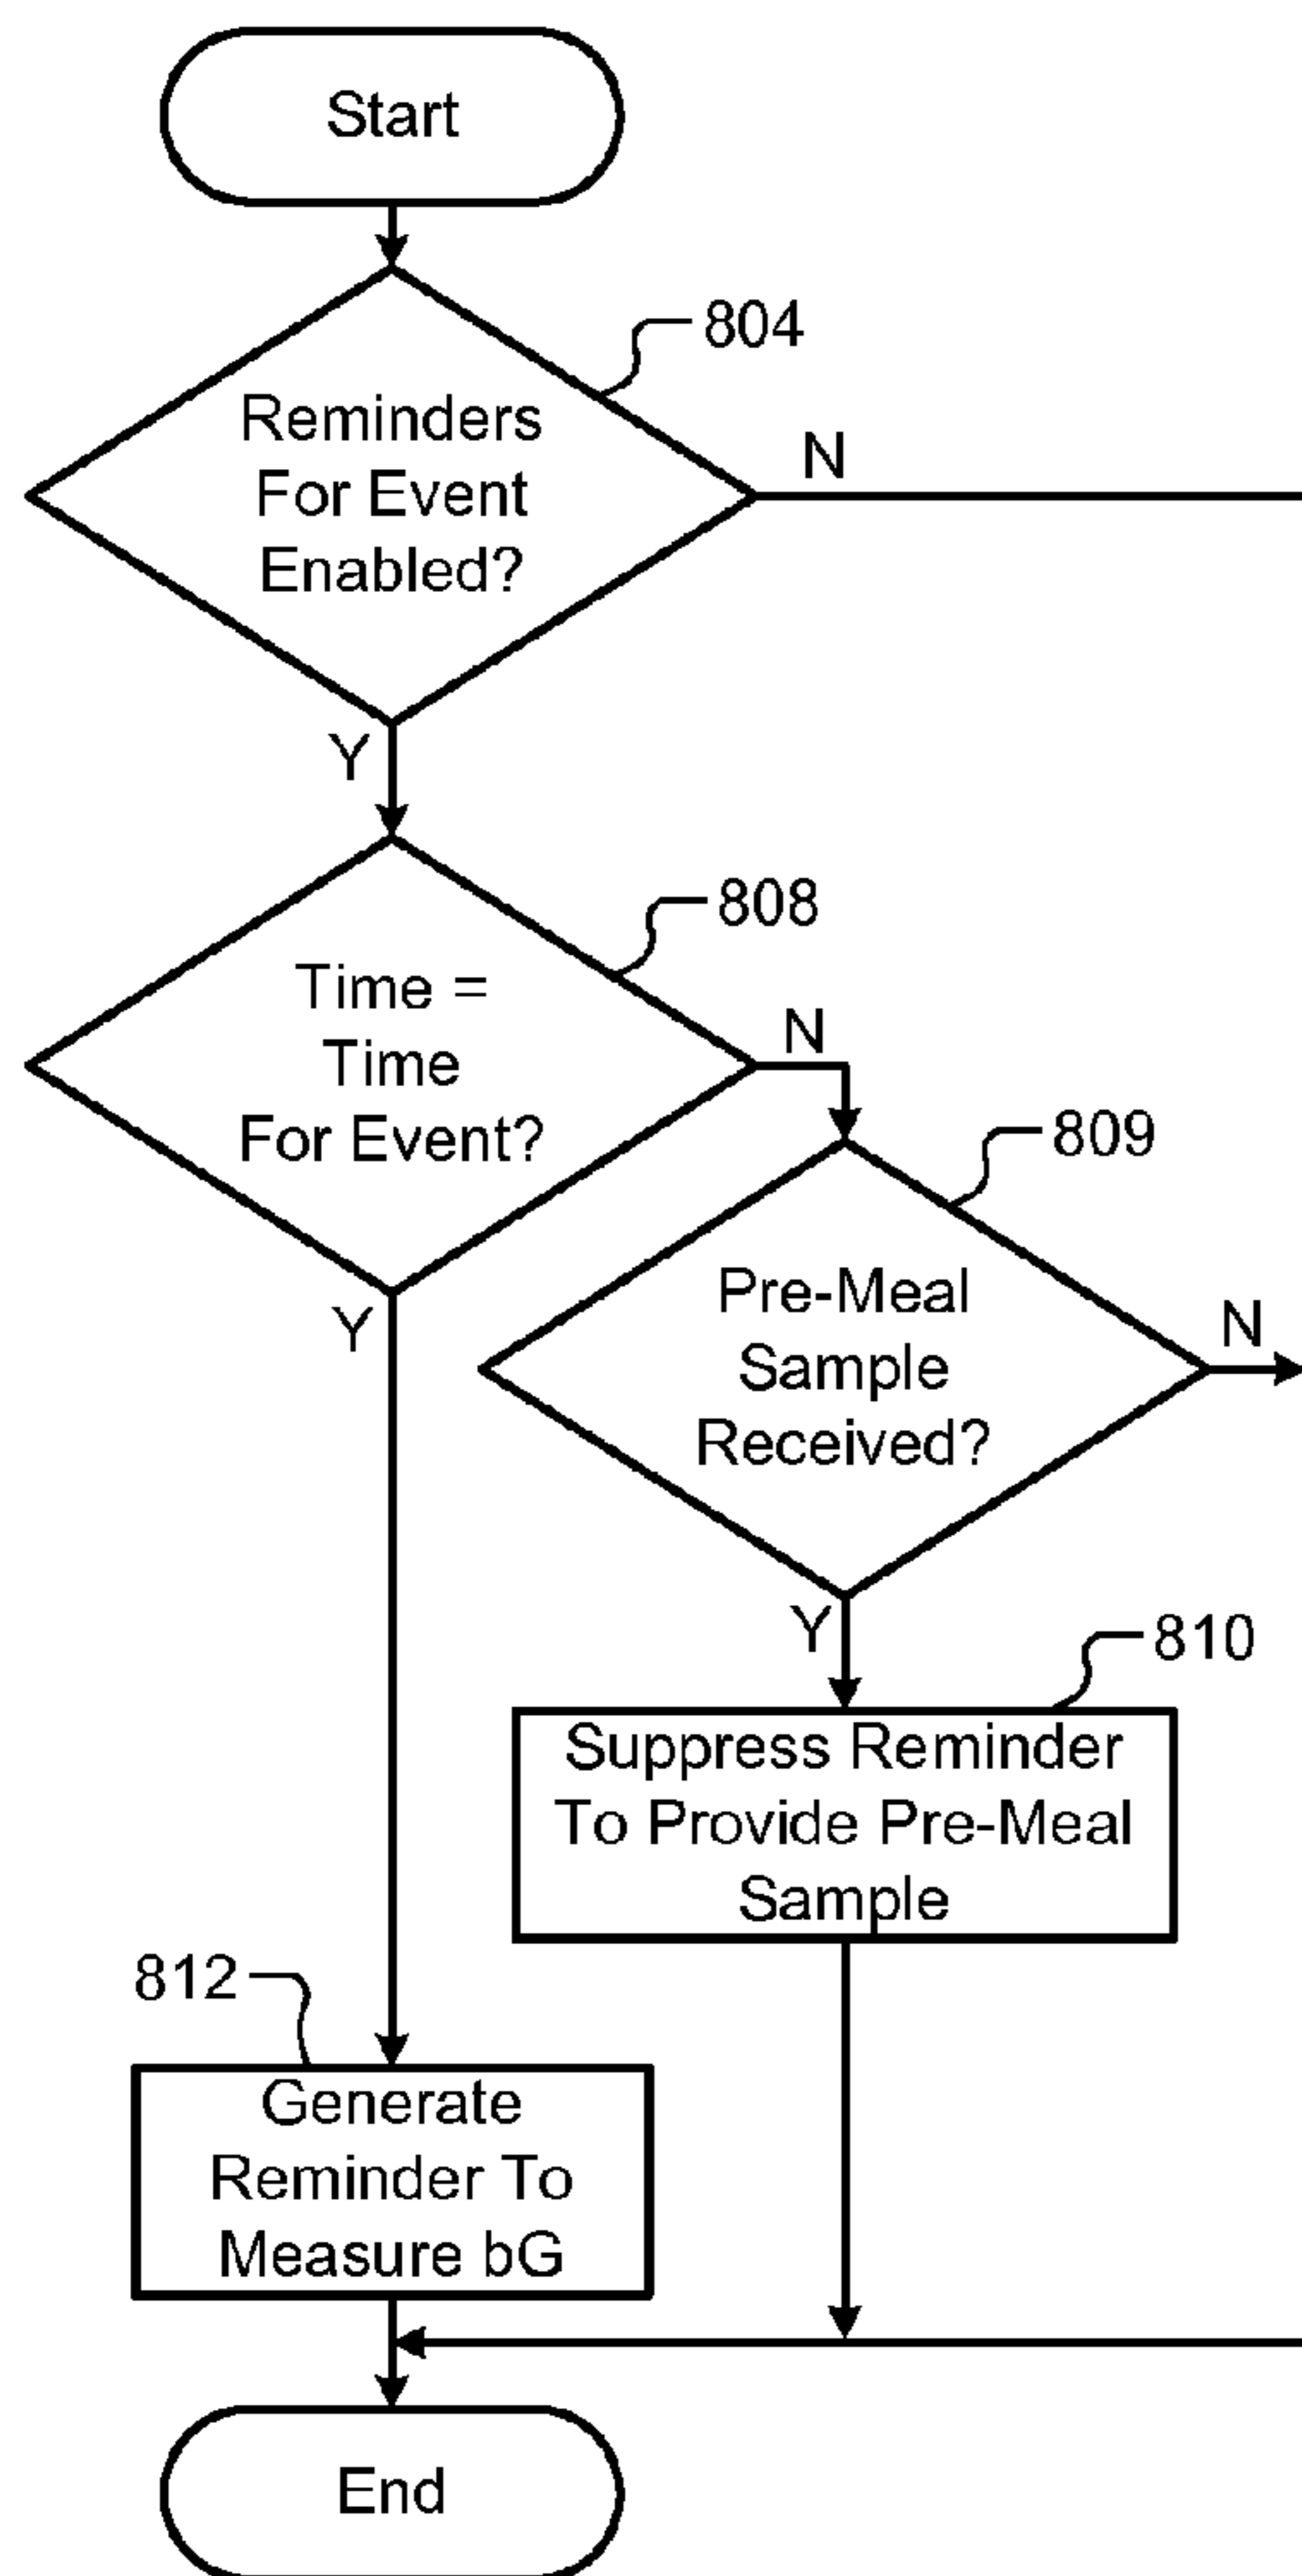 Start
804
Reminders
For Event
Enabled?
N
Y
808
Time =
Time
For Event?
N
Y
809
Pre-Meal
Sample
Received?
N
Y
810
Suppress Reminder
To Provide Pre-Meal
Sample
812
Generate
Reminder To
Measure bG
End